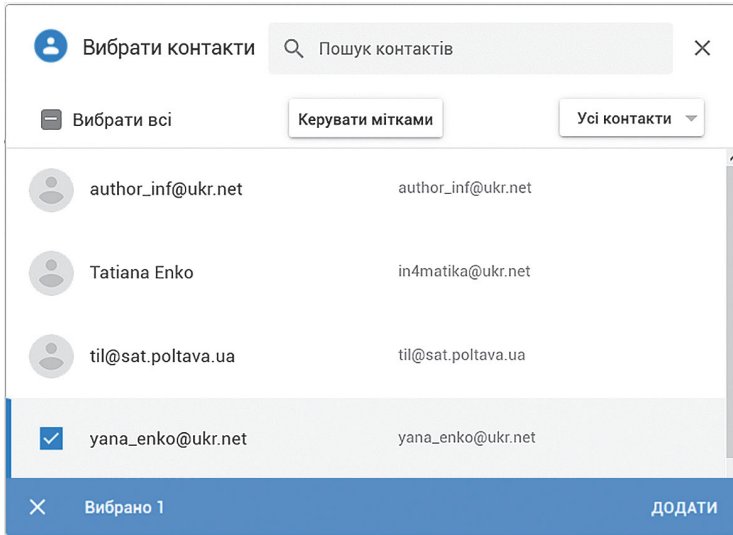 Вибрати контакти Пошук контактів
Вибрати всі Керувати мітками Усі контакти
author_inf@ukr.net author_inf@ukr.net
Tatiana Enko in4matika@ukr.net
til@sat.poltava.ua til@sat.poltava.ua
yana_enko@ukr.net yana_enko@ukr.net
Вибрано 1 ДОДАТИ